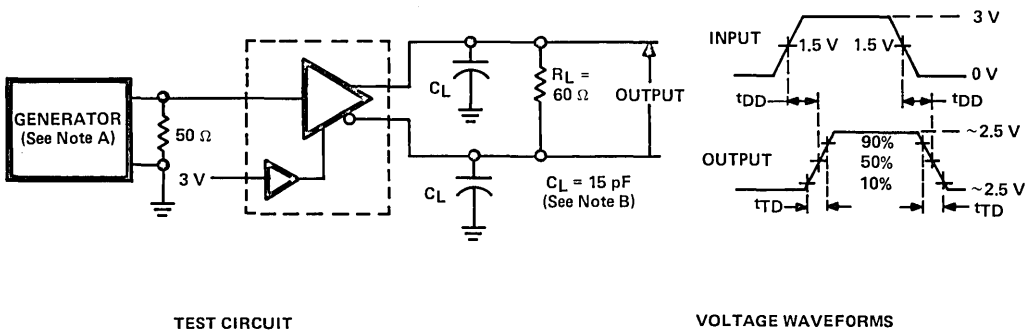 GENERATOR
(See Note A)
50 Ω
3 V
CL
CL
RL =
60 Ω
OUTPUT
CL = 15 pF
(See Note B)
TEST CIRCUIT
INPUT
3 V
1.5 V
1.5 V
0 V
tDD
tDD
OUTPUT
~2.5 V
90%
50%
10%
~2.5 V
tTD
tTD
VOLTAGE WAVEFORMS